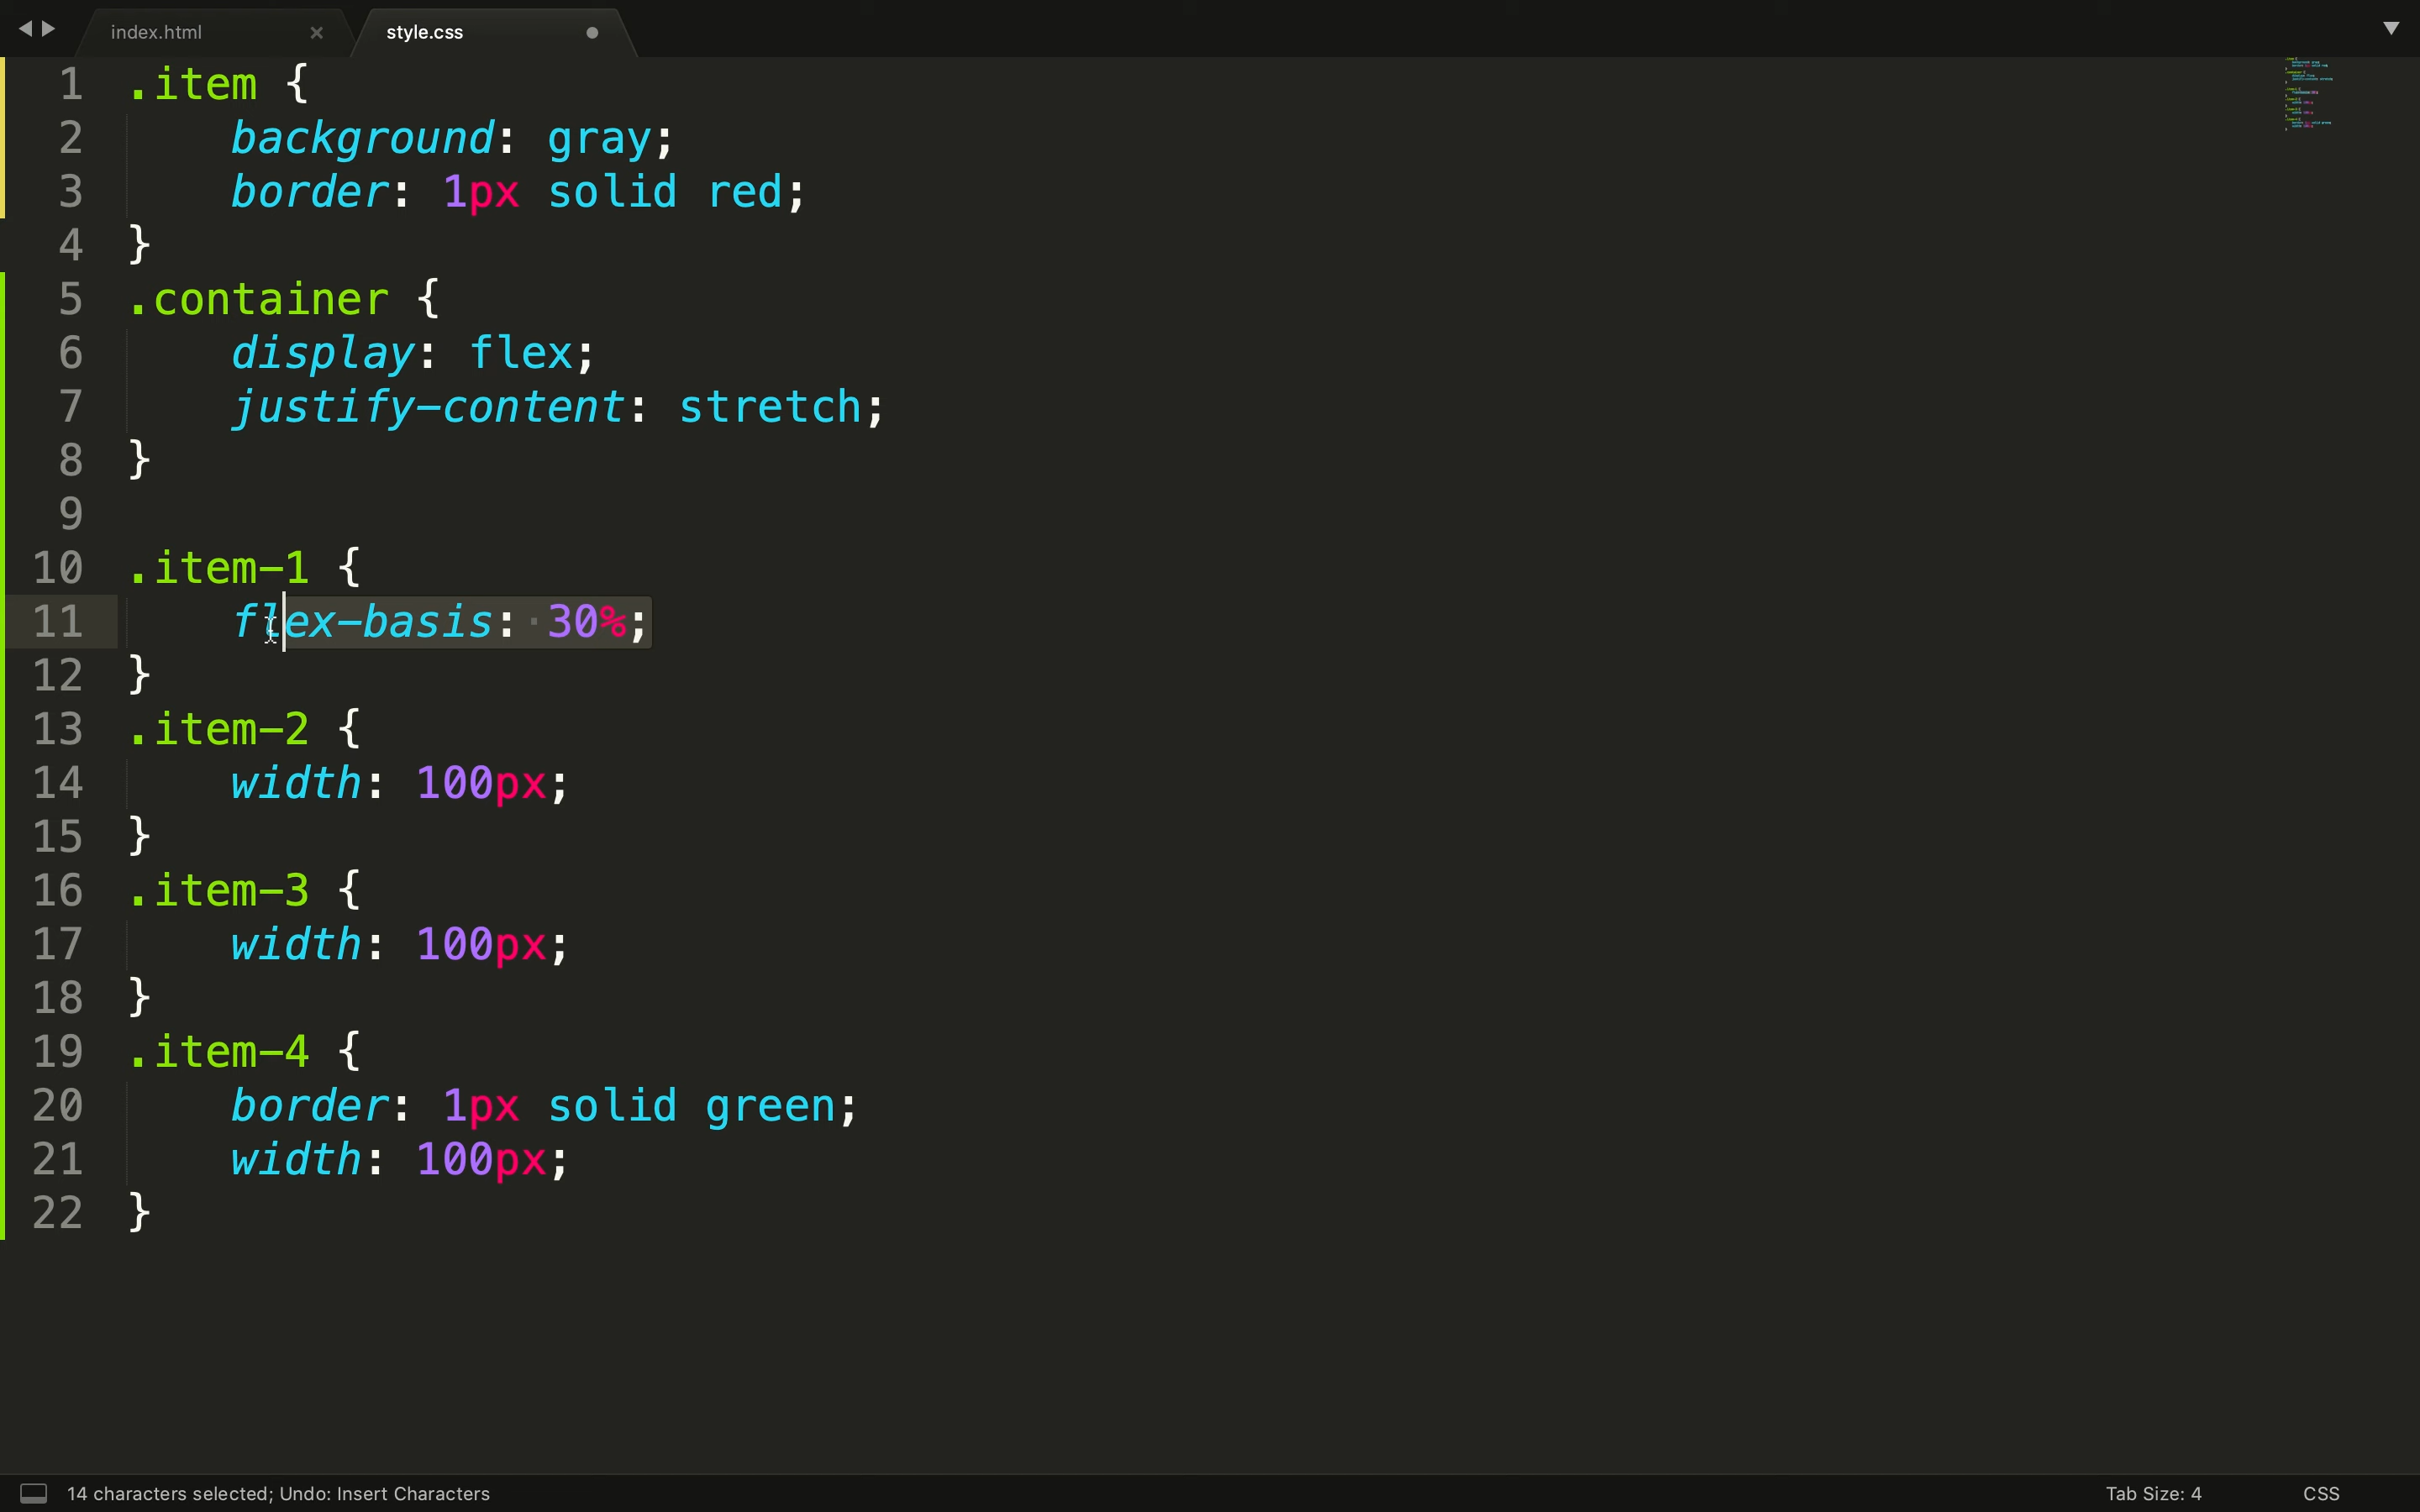 index.html × style.css
1 .item {
2 background: gray;
3 border: 1px solid red;
4 }
5 .container {
6 display: flex;
7 justify-content: stretch;
8 }
9
10 .item-1 {
11 flex-basis: 30%;
12 }
13 .item-2 {
14 width: 100px;
15 }
16 .item-3 {
17 width: 100px;
18 }
19 .item-4 {
20 border: 1px solid green;
21 width: 100px;
22 }
14 characters selected; Undo: Insert Characters Tab Size: 4 CSS